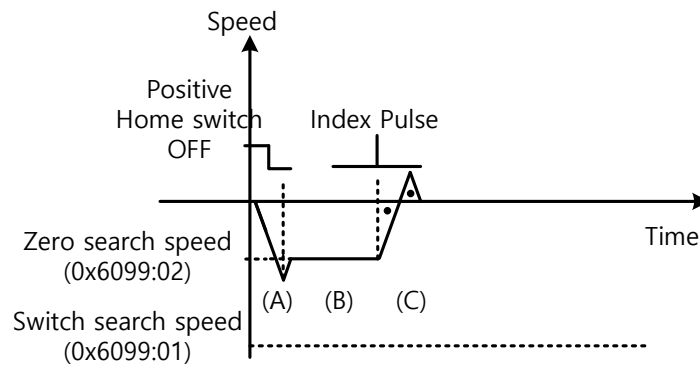 Speed
Positive
Home switch
OFF
Index Pulse
Time
Zero search speed
(0x6099:02)
(A)
(B)
(C)
Switch search speed
(0x6099:01)